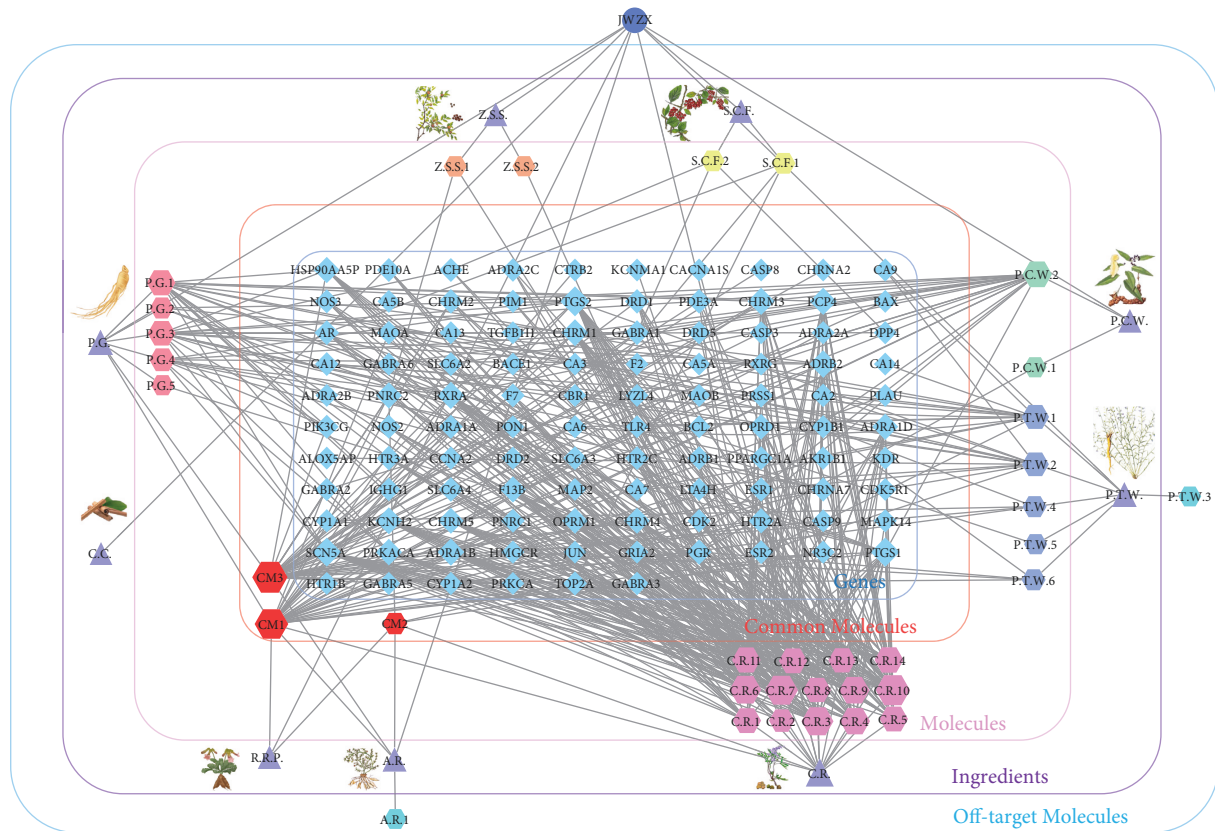 JWZX
Z.S.S.
S.C.F.
Z.S.S.1 Z.S.S.2 S.C.F.2 S.C.F.1
HSP90AA5P PDE10A ACHE ADRA2C CTRB2 KCNMA1 CACNA1S CASP8 CHRNA2 CA9
P.G.1 P.C.W.2
NOS3 CA5B CHRM2 PIM1 PTGS2 DRD1 PDE3A CHRM3 PCP4 BAX
P.G.2
P.C.W.
AR MAOA CA13 TGFB1I1 CHRM1 GABRA1 DRD5 CASP3 ADRA2A DPP4
P.G.3
P.G.
P.G.4
CA12 GABRA6 SLC6A2 BACE1 CA3 F2 CA5A RXRG ADRB2 CA14
P.C.W.1
P.G.5
ADRA2B PNRC2 RXRA F7 CBR1 LYZL4 MAOB PRSS1 CA2 PLAU
P.T.W.1
PIK3CG NOS2 ADRA1A PON1 CA6 TLR4 BCL2 OPRD1 CYP1B1 ADRA1D
ALOX5AP HTR3A CCNA2 DRD2 SLC6A3 HTR2C ADRB1 PPARGC1A AKR1B1 KDR
P.T.W.2
GABRA2 IGHG1 SLC6A4 F13B MAP2 CA7 LTA4H ESR1 CHRNA7 CDK5R1
P.T.W. P.T.W.3
P.T.W.4
CYP1A1 KCNH2 CHRM5 PNRC1 OPRM1 CHRM4 CDK2 HTR2A CASP9 MAPK14
P.T.W.5
C.C.
SCN5A PRKACA ADRA1B HMGCR JUN GRIA2 PGR ESR2 NR3C2 PTGS1
CM3
P.T.W.6
HTR1B GABRA5 CYP1A2 PRKCA TOP2A GABRA3
Genes
CM1 CM2
Common Molecules
C.R.11 C.R.12 C.R.13 C.R.14
C.R.6 C.R.7 C.R.8 C.R.9 C.R.10
C.R.1 C.R.2 C.R.3 C.R.4 C.R.5
Molecules
R.R.P. A.R. C.R.
Ingredients
A.R.1
Off-target Molecules